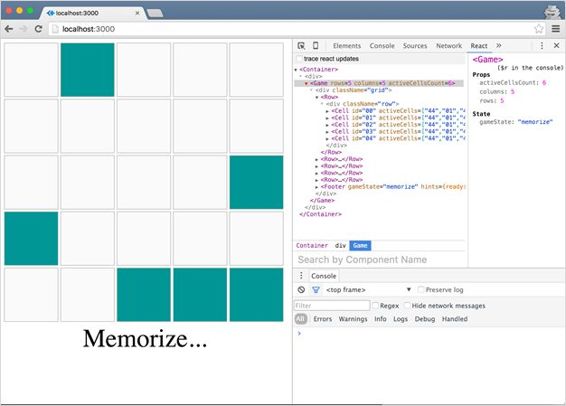 localhost:3000
localhost:3000
Memorize...
Elements Console Sources Network React
trace react updates
<Container>
<div>
<Game rows=5 columns=5 activeCellsCount=6>
<div className="grid">
<Row>
<div className="row">
<Cell id="00" activeCells=["44","01","4
<Cell id="01" activeCells=["44","01","4
<Cell id="02" activeCells=["44","01","4
<Cell id="03" activeCells=["44","01","4
<Cell id="04" activeCells=["44","01","4
</div>
</Row>
<Row>…</Row>
<Row>…</Row>
<Row>…</Row>
<Row>…</Row>
<Footer gameState="memorize" hints={ready:
</div>
</Game>
</div>
</Container>
Container div Game
Search by Component Name
<Game>
($r in the console)
Props
activeCellsCount: 6
columns: 5
rows: 5
State
gameState: "memorize"
Console
<top frame> Preserve log
Filter Regex Hide network messages
All Errors Warnings Info Logs Debug Handled